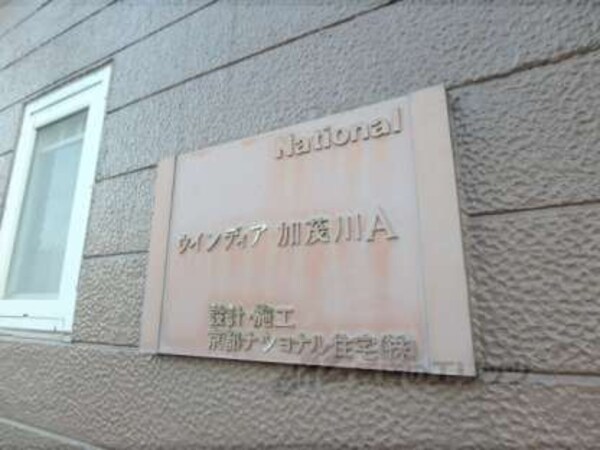 National
ウインディア 加茂川A
設計・施工
京都ナショナル住宅(株)